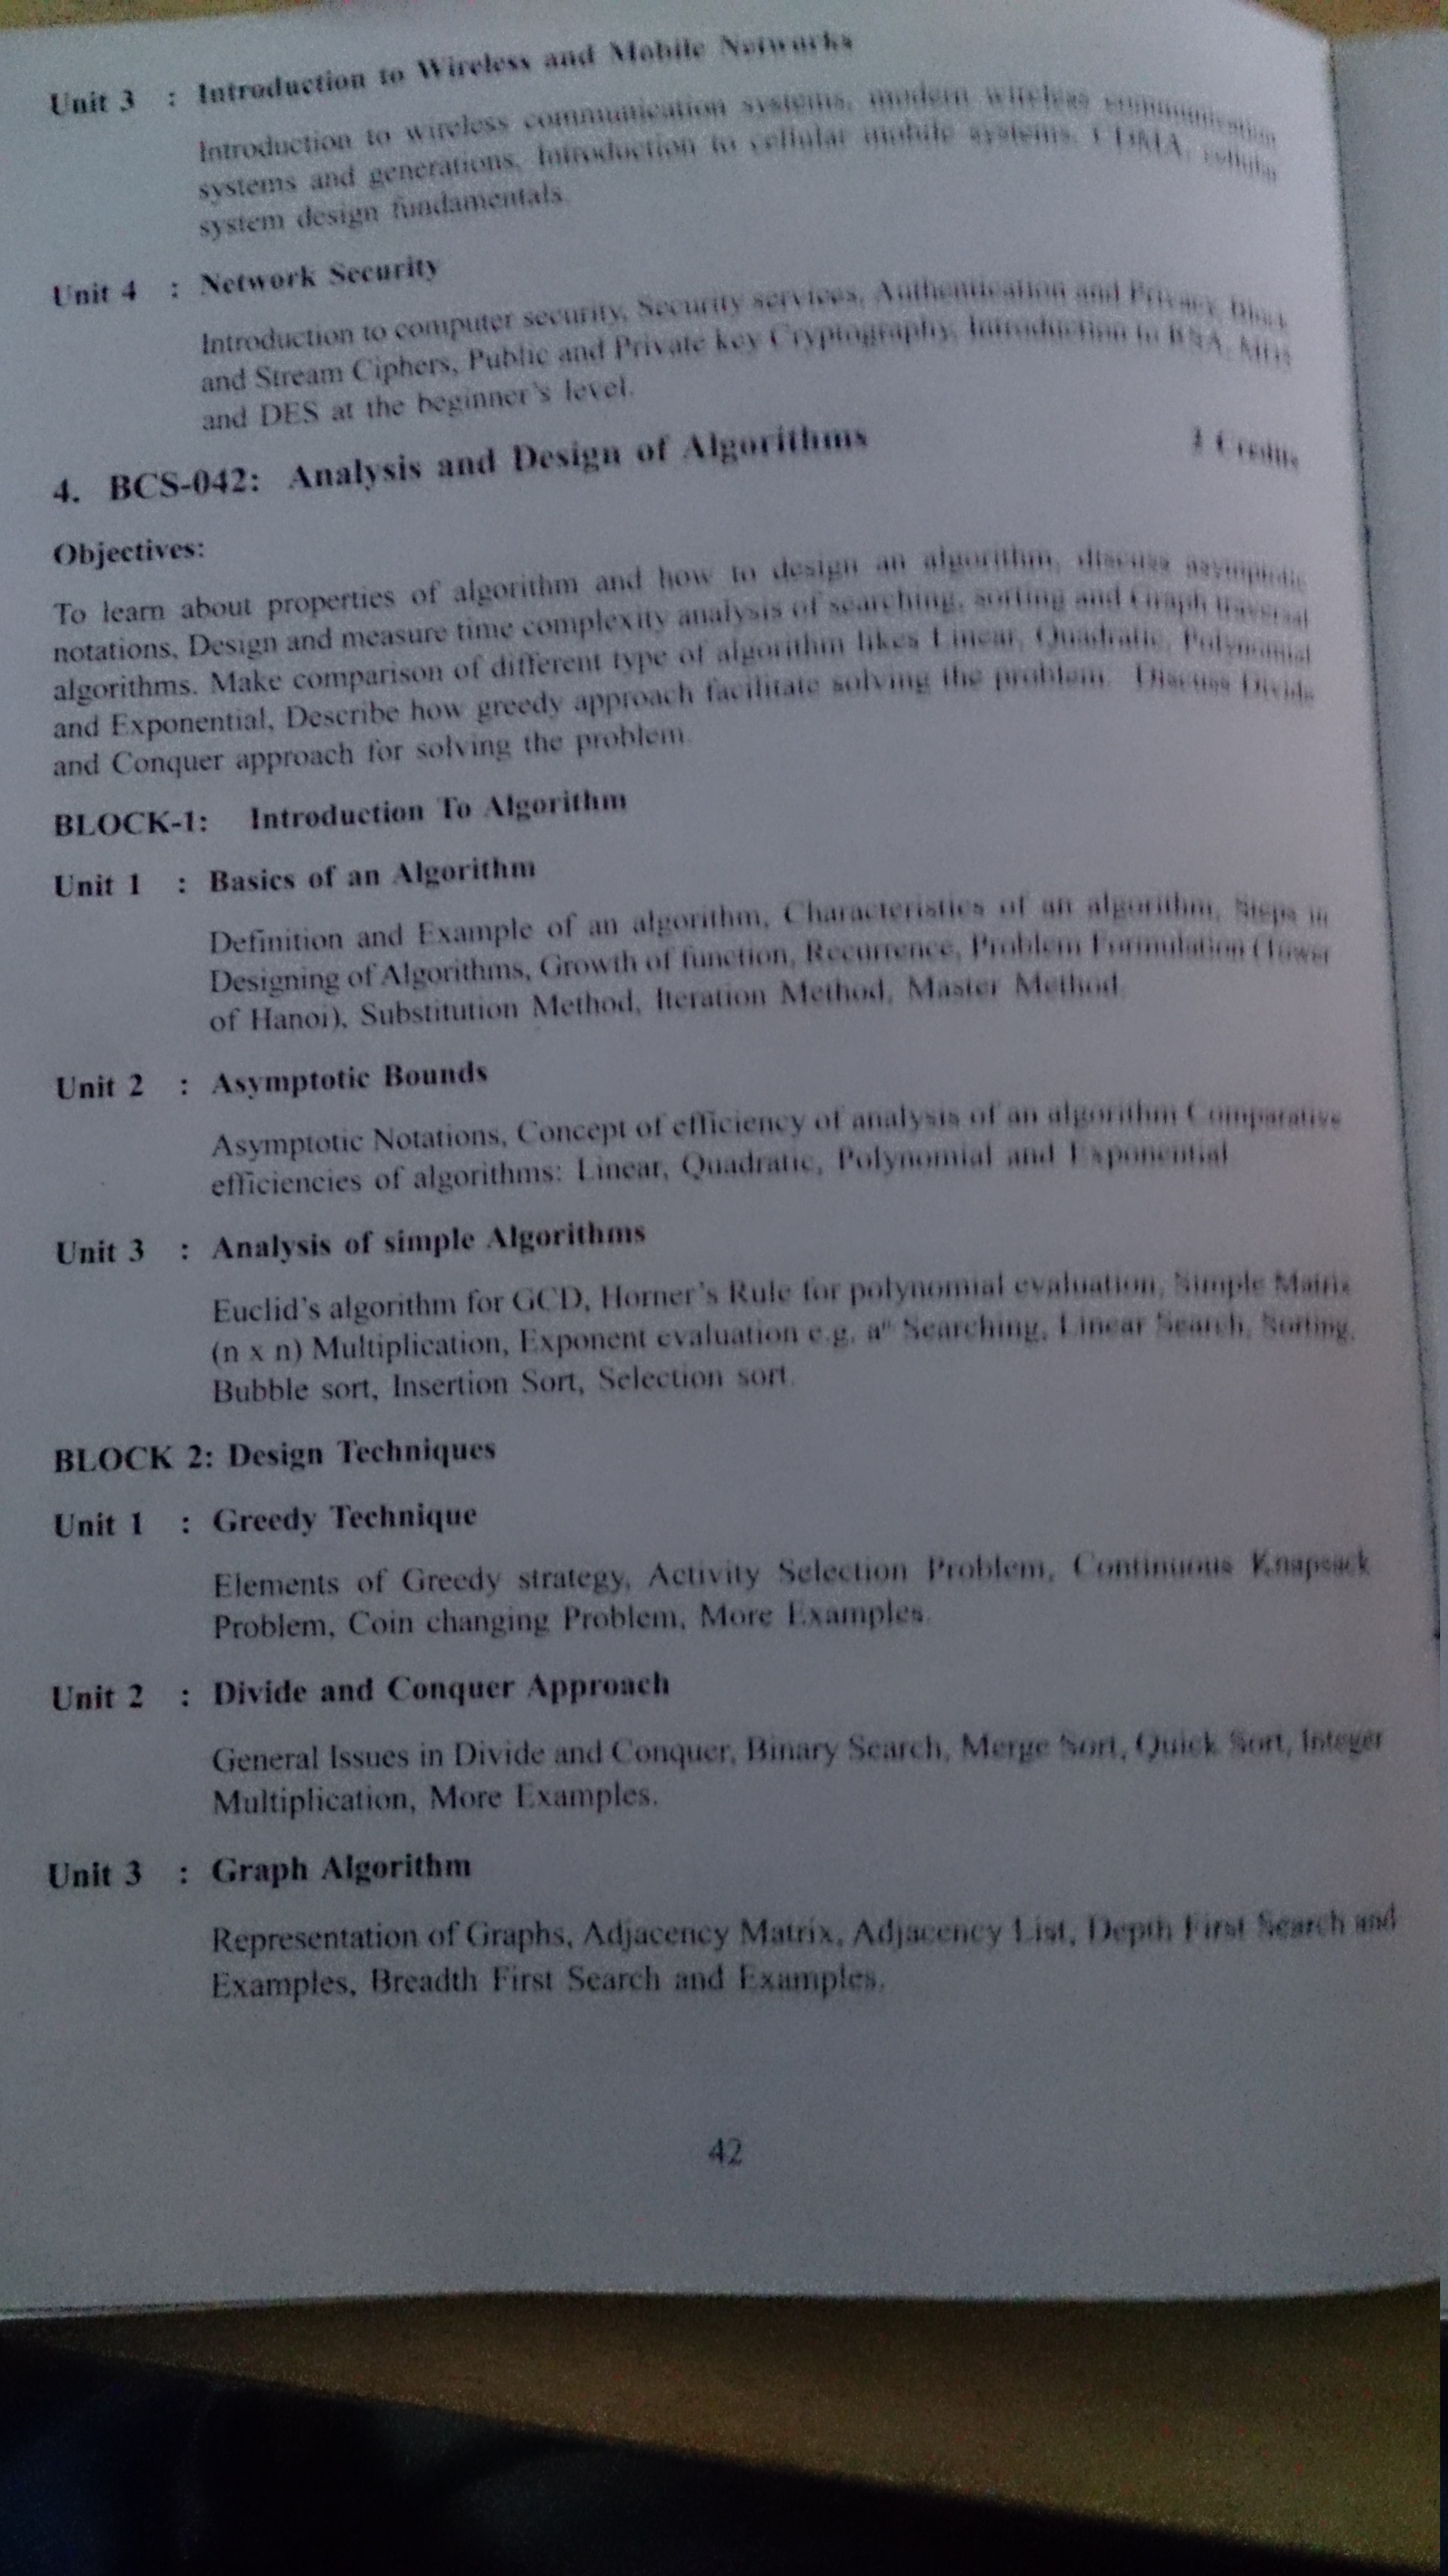 Unit 3 : Introduction to Wireless and Mobile Networks
Introduction to wireless communication systems, modern wireless communication
systems and generations, Introduction to cellular mobile systems, CDMA, cellular
system design fundamentals.
Unit 4 : Network Security
Introduction to computer security, Security services, Authentication and Privacy, Block
and Stream Ciphers, Public and Private key Cryptography, Introduction to RSA,
and DES at the beginner's level.
4. BCS-042: Analysis and Design of Algorithms Credits
Objectives:
To learn about properties of algorithm and how to design an algorithm, discuss asymptotic
notations, Design and measure time complexity analysis of searching, sorting and Graph traversal
algorithms. Make comparison of different type of algorithm likes Linear, Quadratic, Polynomial
and Exponential, Describe how greedy approach facilitate solving the problem. Discuss Divide
and Conquer approach for solving the problem.
BLOCK-1: Introduction To Algorithm
Unit 1 : Basics of an Algorithm
Definition and Example of an algorithm, Characteristics of an algorithm, Steps in
Designing of Algorithms, Growth of function, Recurrence, Problem Formulation (Tower
of Hanoi), Substitution Method, Iteration Method, Master Method
Unit 2 : Asymptotic Bounds
Asymptotic Notations, Concept of efficiency of analysis of an algorithm Comparative
efficiencies of algorithms: Linear, Quadratic, Polynomial and Exponential
Unit 3 : Analysis of simple Algorithms
Euclid's algorithm for GCD, Horner's Rule for polynomial evaluation, Simple Matrix
(n x n) Multiplication, Exponent evaluation e.g. aⁿ Searching, Linear Search, Sorting,
Bubble sort, Insertion Sort, Selection sort.
BLOCK 2: Design Techniques
Unit 1 : Greedy Technique
Elements of Greedy strategy, Activity Selection Problem, Continuous Knapsack
Problem, Coin changing Problem, More Examples.
Unit 2 : Divide and Conquer Approach
General Issues in Divide and Conquer, Binary Search, Merge Sort, Quick Sort, Integer
Multiplication, More Examples.
Unit 3 : Graph Algorithm
Representation of Graphs, Adjacency Matrix, Adjacency List, Depth First Search and
Examples, Breadth First Search and Examples.
42